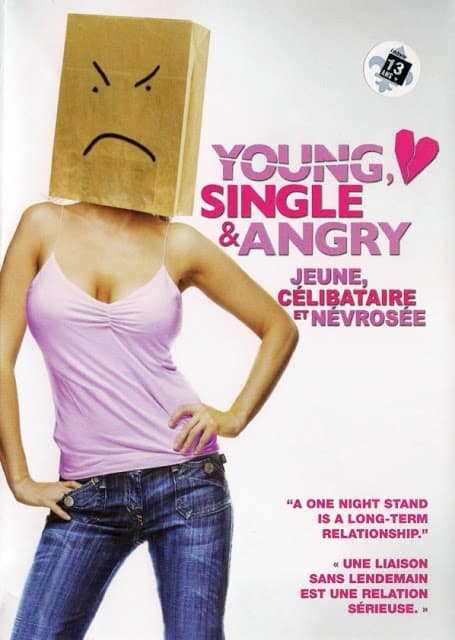 Enfants
13
ANS +
YOUNG,
SINGLE
& ANGRY
JEUNE,
CÉLIBATAIRE
ET NÉVROSÉE
"A ONE NIGHT STAND
IS A LONG-TERM
RELATIONSHIP."
« UNE LIAISON
SANS LENDEMAIN
EST UNE RELATION
SÉRIEUSE. »